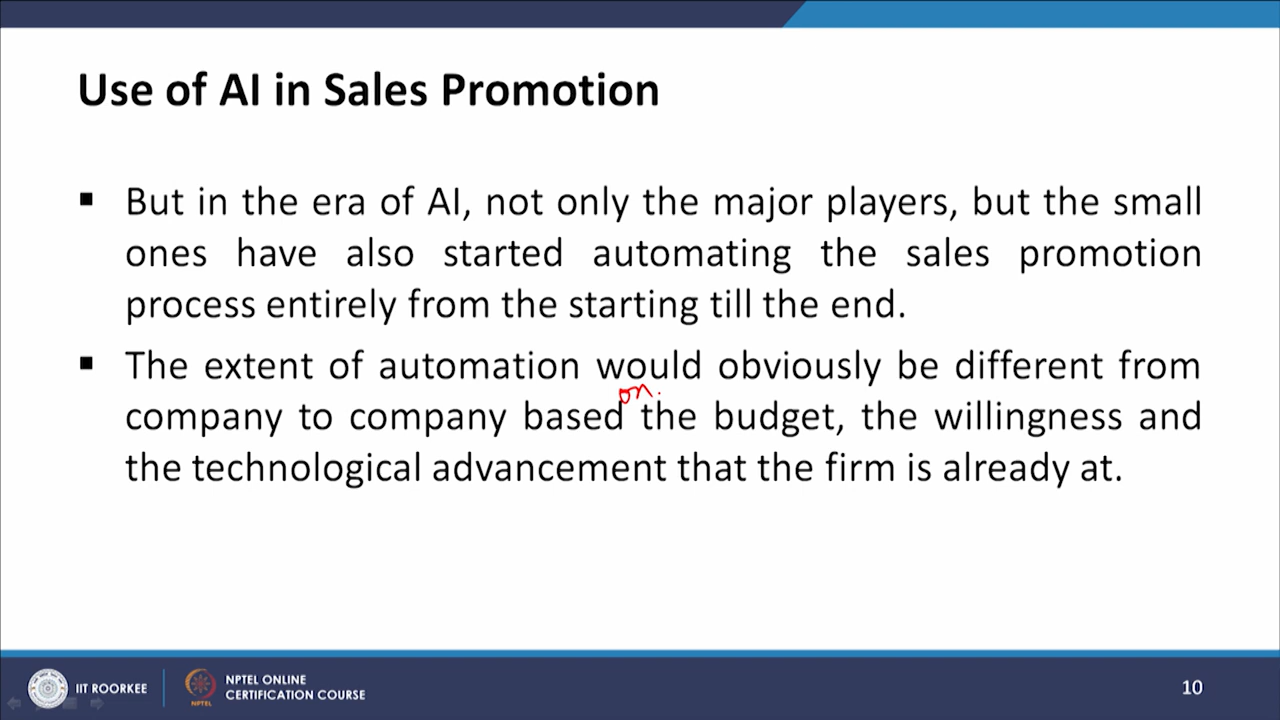 Use of AI in Sales Promotion
▪ But in the era of AI, not only the major players, but the small
ones have also started automating the sales promotion
process entirely from the starting till the end.
▪ The extent of automation would obviously be different from
on.
company to company based the budget, the willingness and
the technological advancement that the firm is already at.
IIT ROORKEE
NPTEL
NPTEL ONLINE
CERTIFICATION COURSE
10